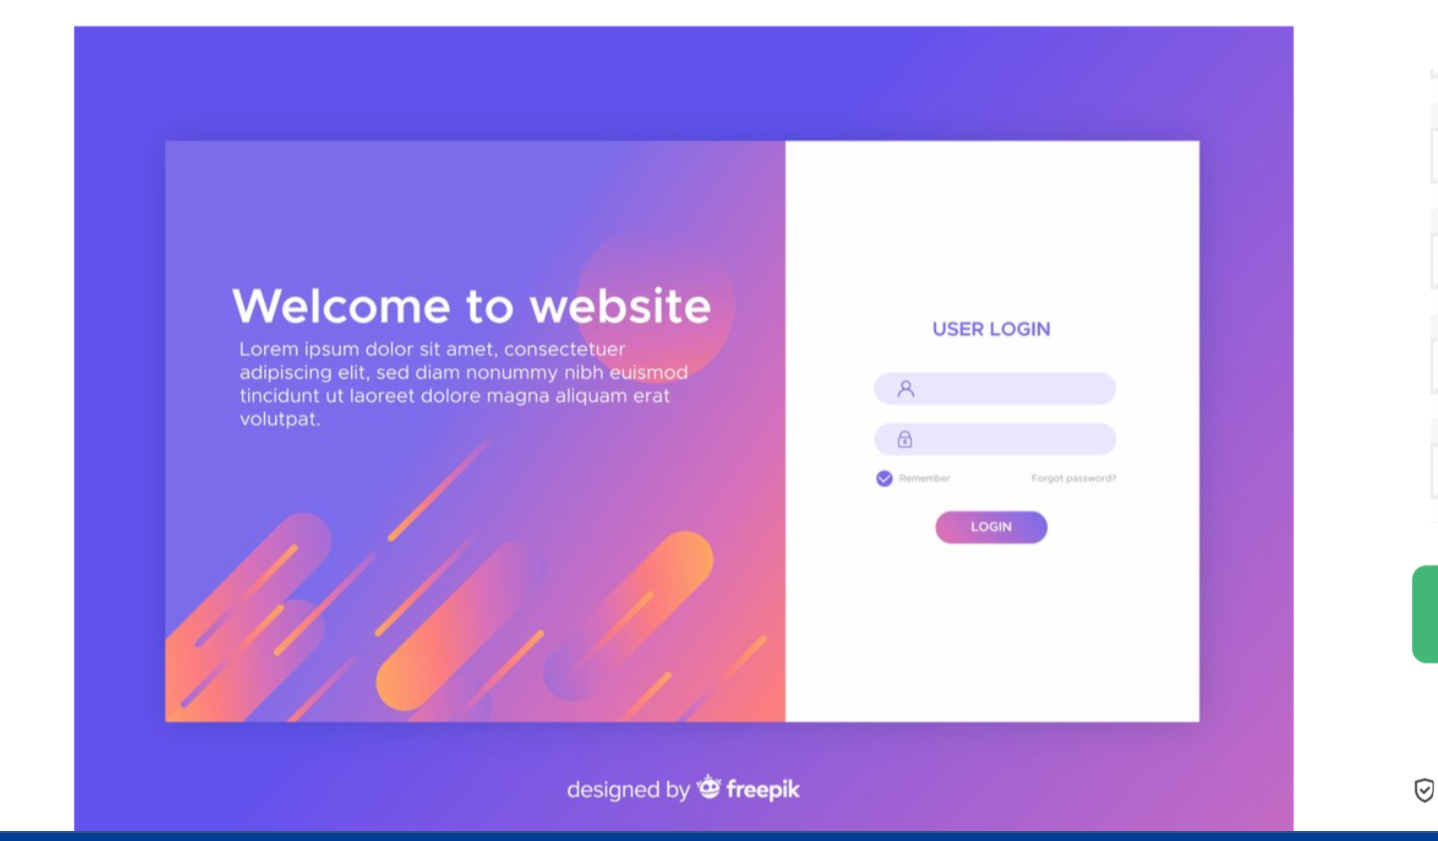 Welcome to website
Lorem ipsum dolor sit amet, consectetuer
adipiscing elit, sed diam nonummy nibh euismod
tincidunt ut laoreet dolore magna aliquam erat
volutpat.
USER LOGIN
Remember
Forgot password?
LOGIN
designed by freepik